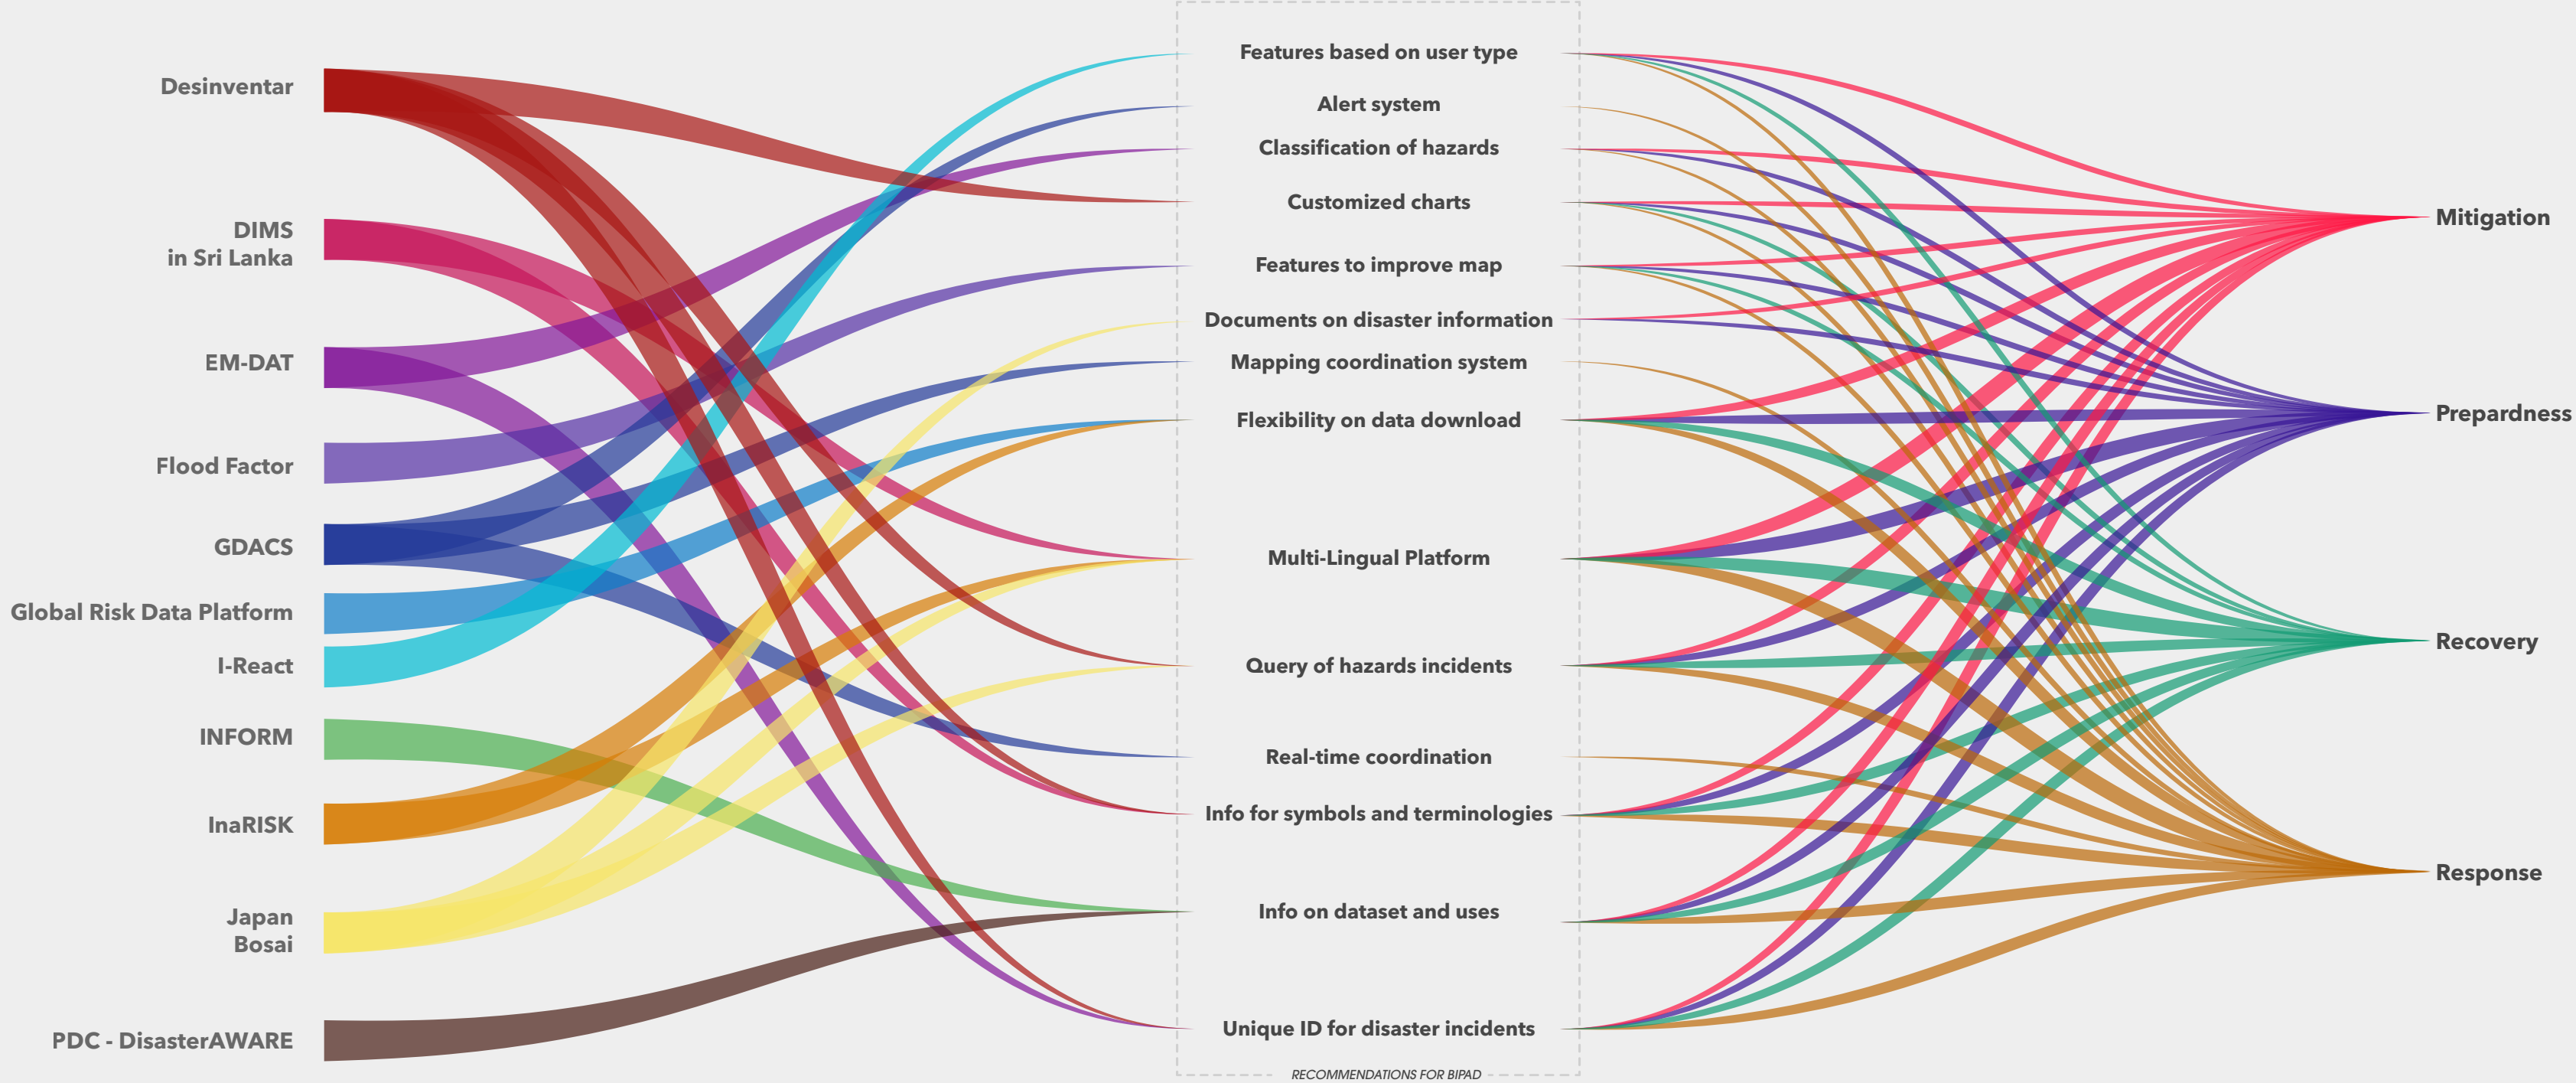 Desinventar
DIMS
in Sri Lanka
EM-DAT
Flood Factor
GDACS
Global Risk Data Platform
I-React
INFORM
InaRISK
Japan
Bosai
PDC - DisasterAWARE
Features based on user type
Alert system
Classification of hazards
Customized charts
Features to improve map
Documents on disaster information
Mapping coordination system
Flexibility on data download
Multi-Lingual Platform
Query of hazards incidents
Real-time coordination
Info for symbols and terminologies
Info on dataset and uses
Unique ID for disaster incidents
RECOMMENDATIONS FOR BIPAD
Mitigation
Prepardness
Recovery
Response